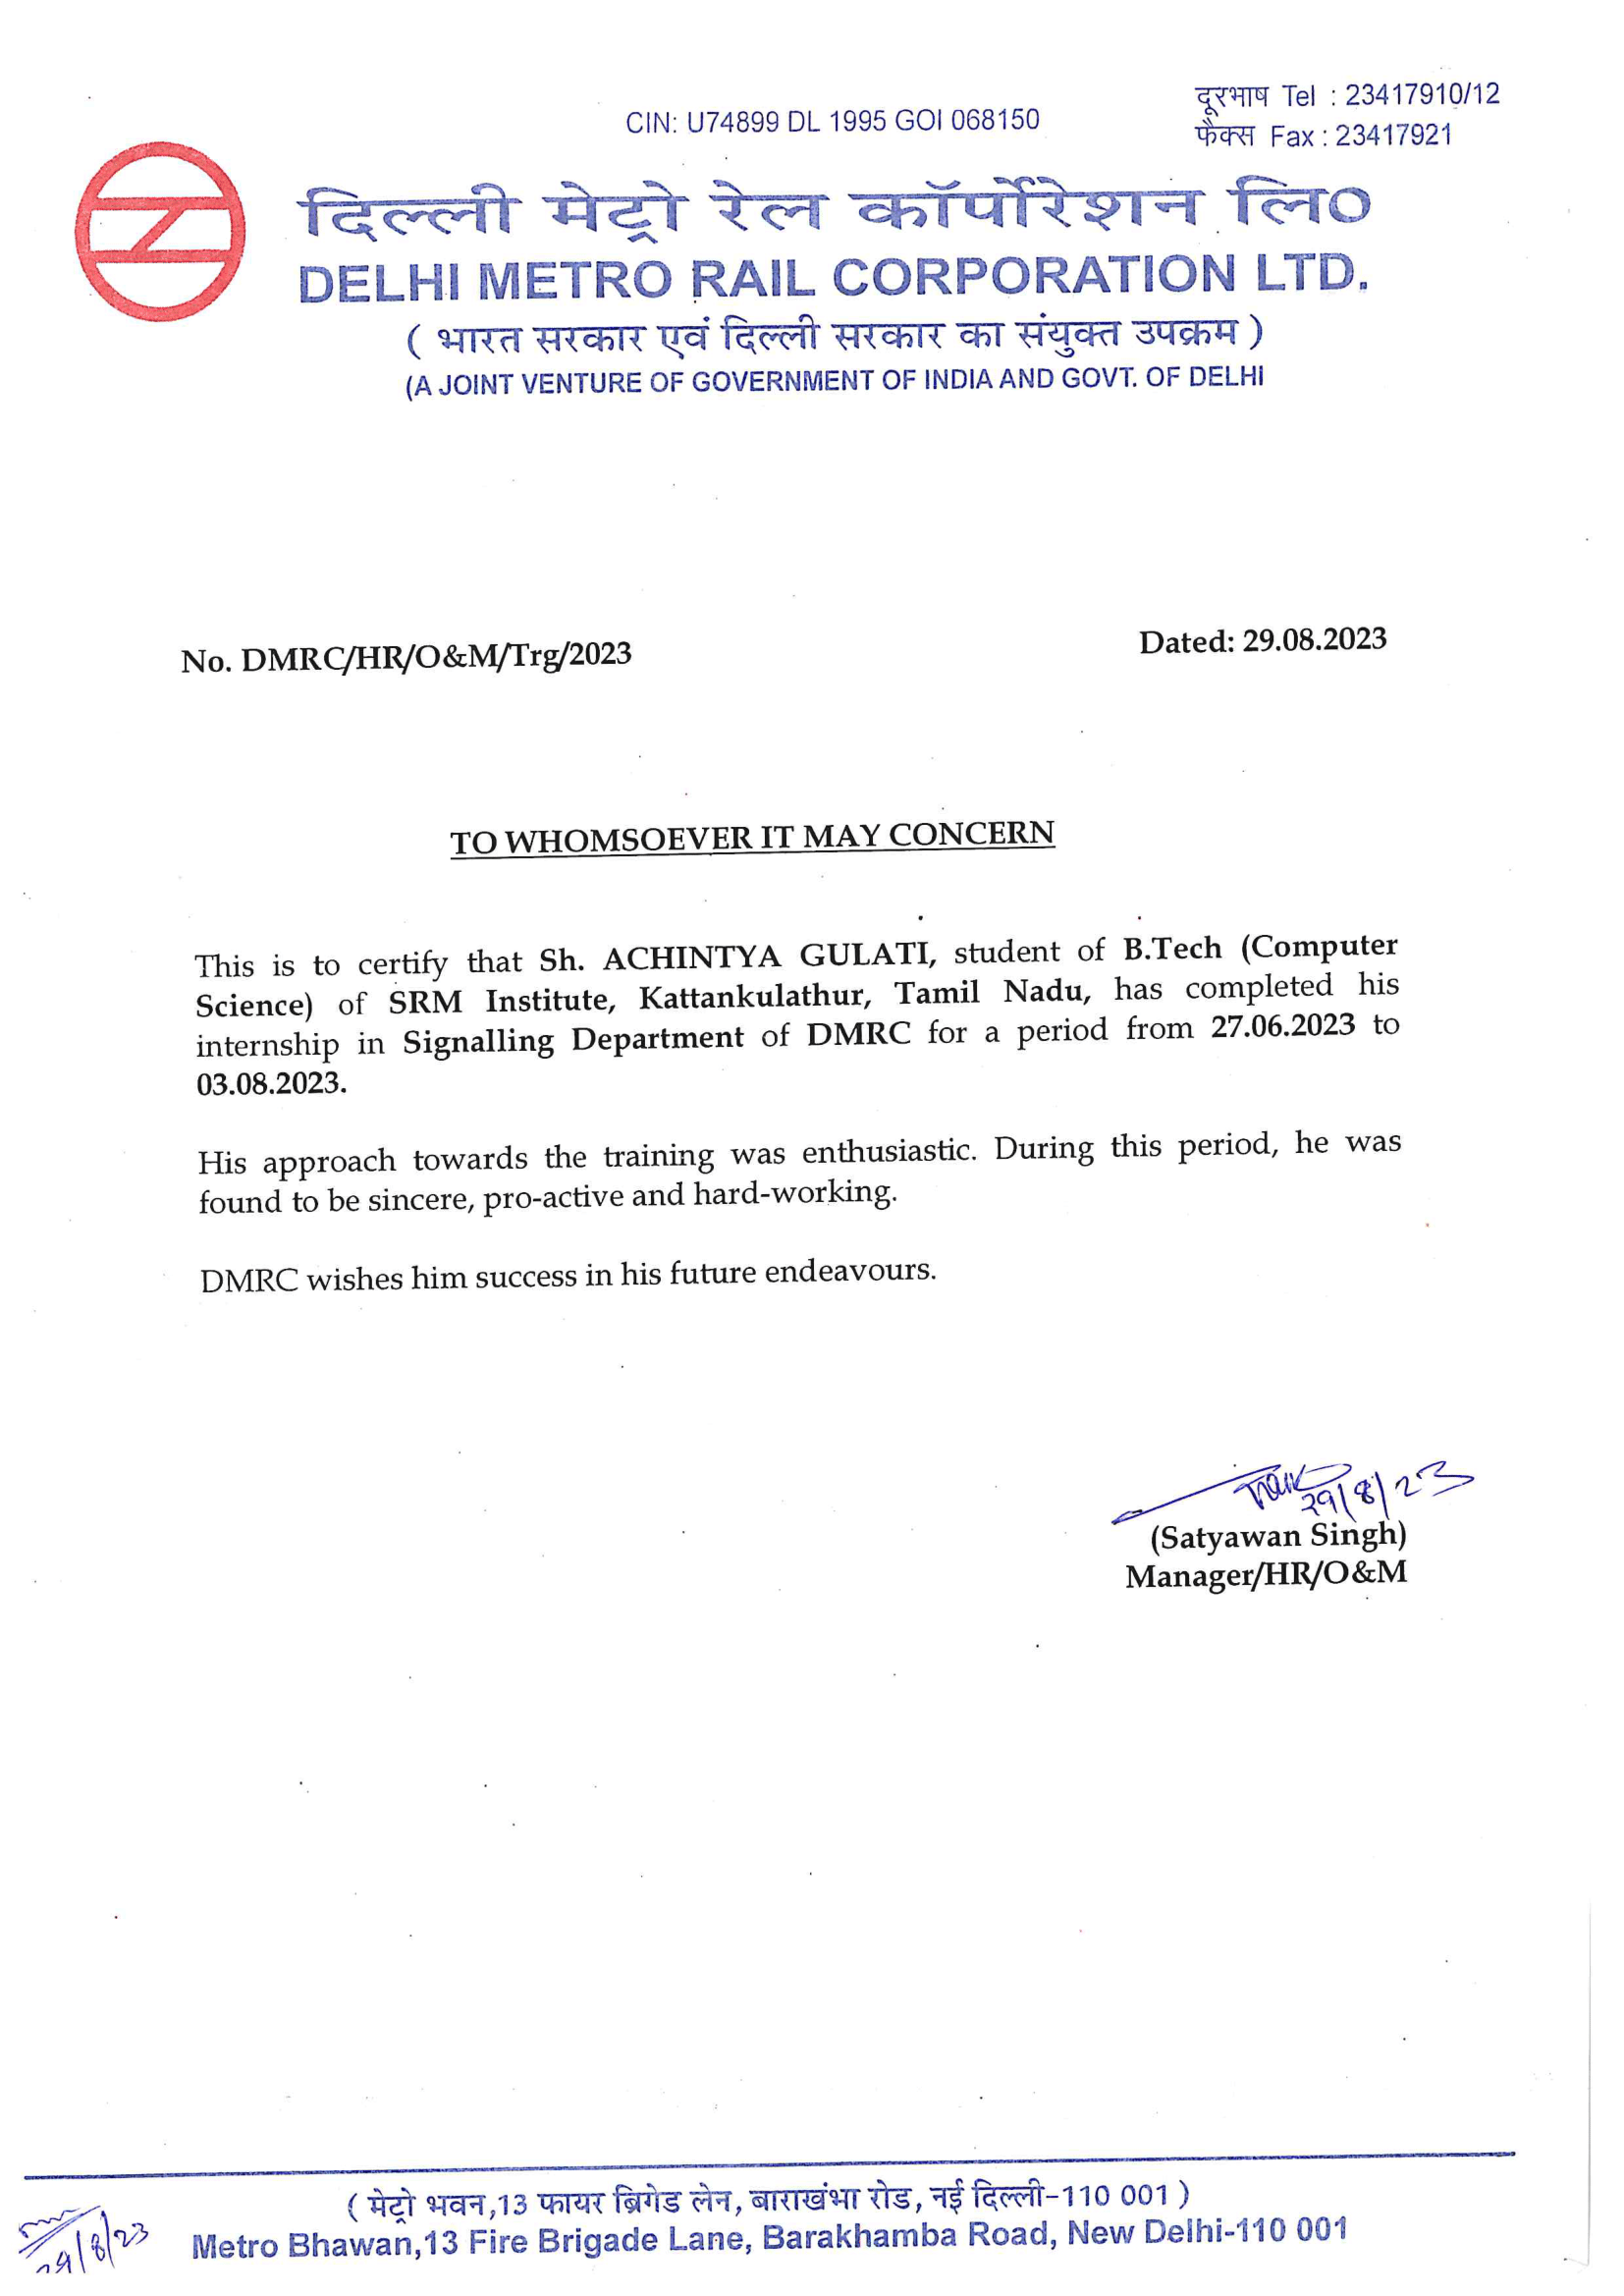 दूरभाष Tel : 23417910/12
CIN: U74899 DL 1995 GOI 068150
फैक्स Fax : 23417921
दिल्ली मेट्रो रेल कॉर्पोरेशन लि०
DELHI METRO RAIL CORPORATION LTD.
( भारत सरकार एवं दिल्ली सरकार का संयुक्त उपक्रम )
(A JOINT VENTURE OF GOVERNMENT OF INDIA AND GOVT. OF DELHI
No. DMRC/HR/O&M/Trg/2023
Dated: 29.08.2023
TO WHOMSOEVER IT MAY CONCERN
This is to certify that Sh. ACHINTYA GULATI, student of B.Tech (Computer
Science) of SRM Institute, Kattankulathur, Tamil Nadu, has completed his
internship in Signalling Department of DMRC for a period from 27.06.2023 to
03.08.2023.
His approach towards the training was enthusiastic. During this period, he was
found to be sincere, pro-active and hard-working.
DMRC wishes him success in his future endeavours.
29/8/23
(Satyawan Singh)
Manager/HR/O&M
( मेट्रो भवन,13 फायर ब्रिगेड लेन, बाराखंभा रोड, नई दिल्ली-110 001 )
Metro Bhawan,13 Fire Brigade Lane, Barakhamba Road, New Delhi-110 001
29/8/23